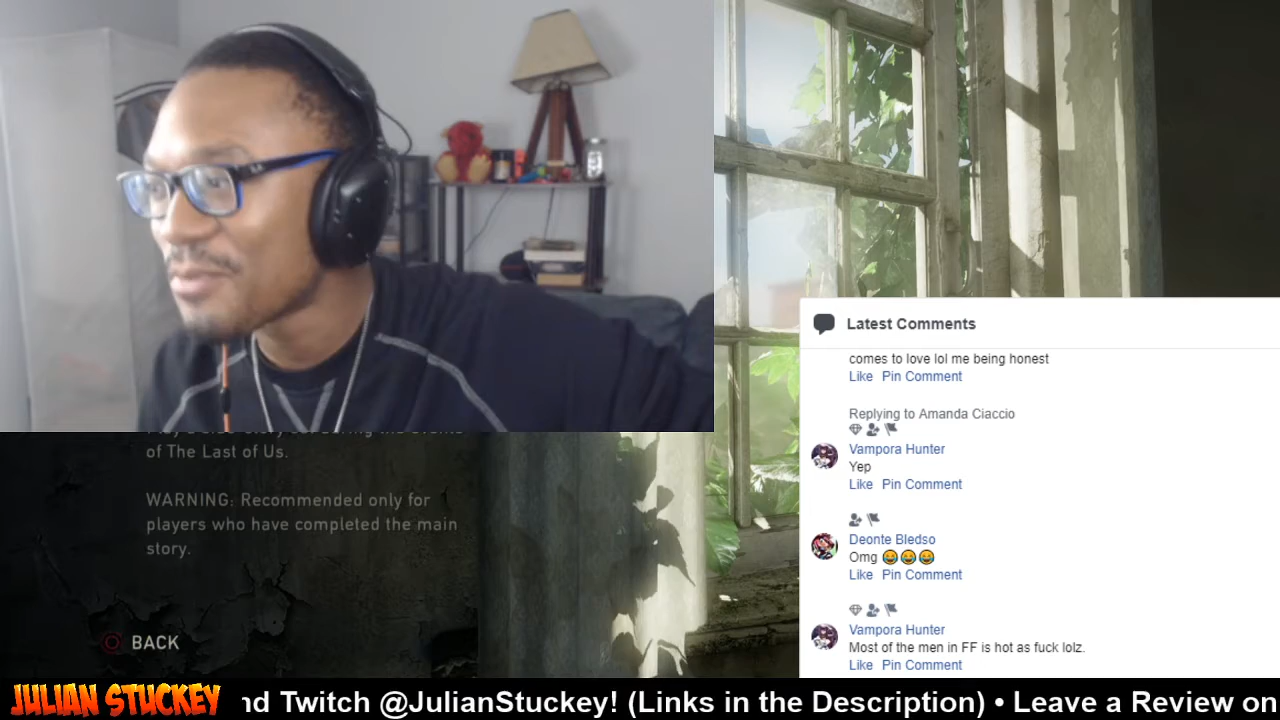 of The Last of Us.
WARNING: Recommended only for
players who have completed the main
story.
BACK
Latest Comments
comes to love lol me being honest
Like Pin Comment
Replying to Amanda Ciaccio
Vampora Hunter
Yep
Like Pin Comment
Deonte Bledso
Omg 😂😂😂
Like Pin Comment
Vampora Hunter
Most of the men in FF is hot as fuck lolz.
Like Pin Comment
JULIAN STUCKEY
nd Twitch @JulianStuckey! (Links in the Description) • Leave a Review on